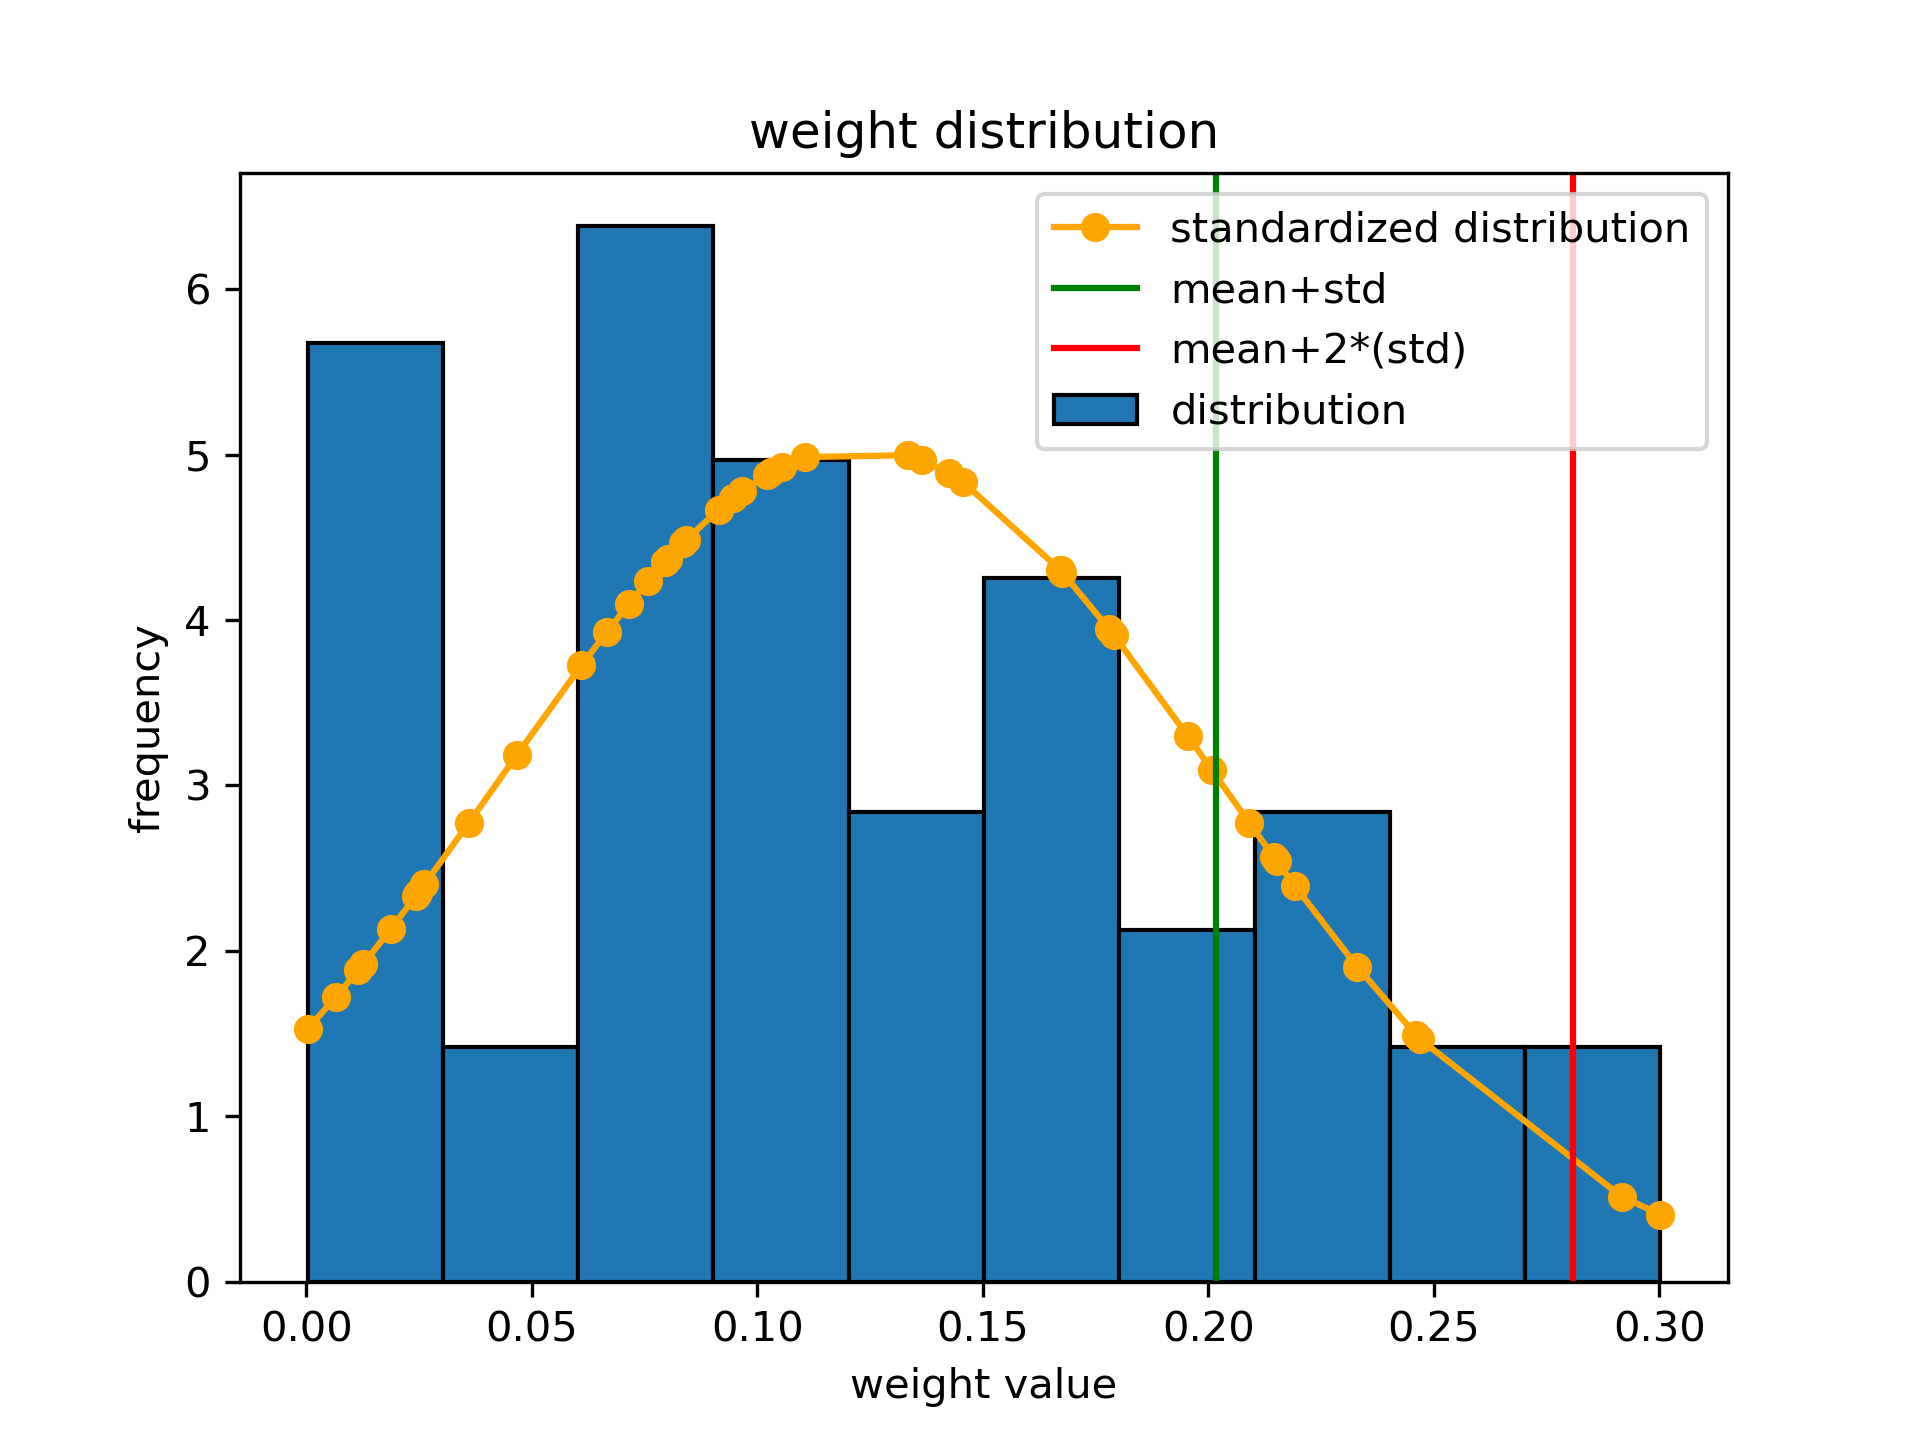 weight distribution
standardized distribution
mean+std
mean+2*(std)
distribution
frequency
6
5
4
3
2
1
0
0.00 0.05 0.10 0.15 0.20 0.25 0.30
weight value